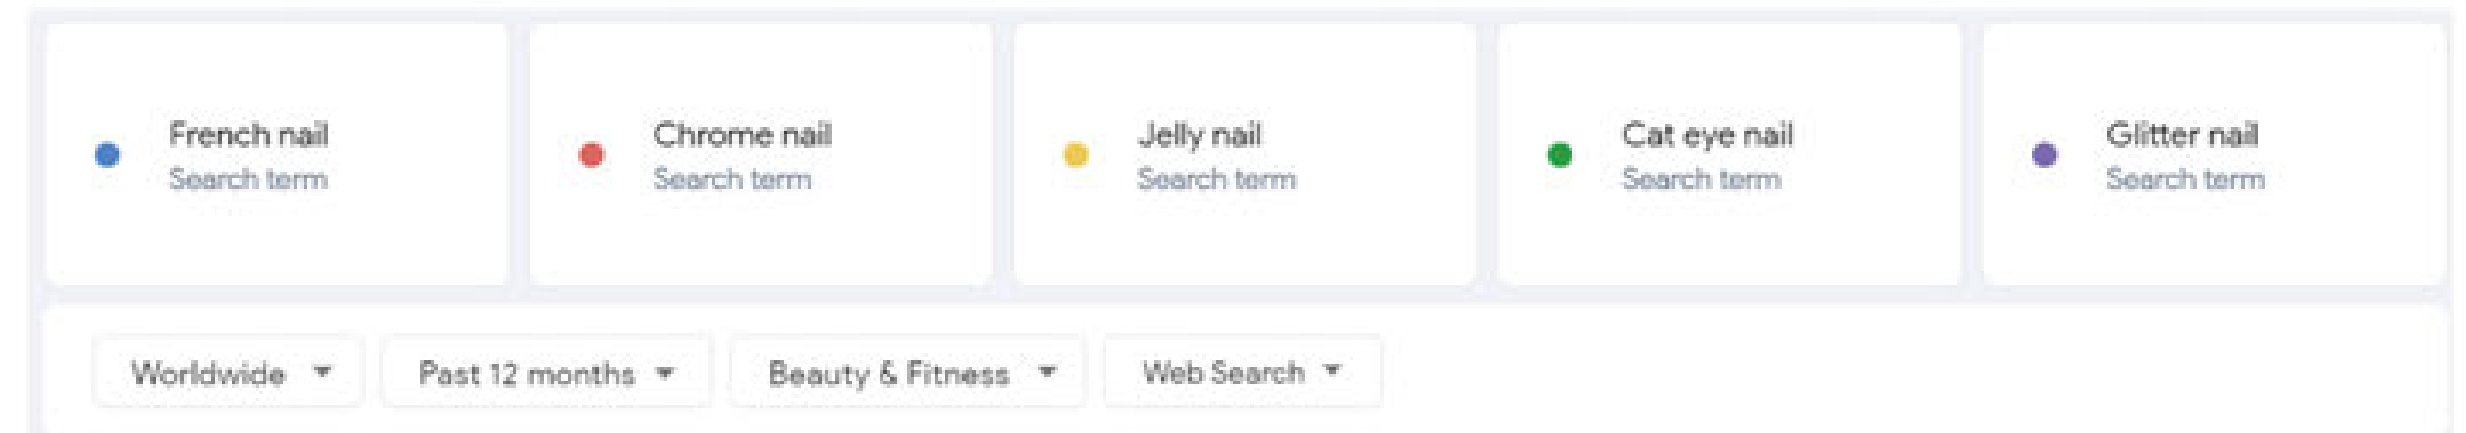 French nail
Search term
Chrome nail
Search term
Jelly nail
Search term
Cat eye nail
Search term
Glitter nail
Search term
Worldwide
Past 12 months
Beauty & Fitness
Web Search